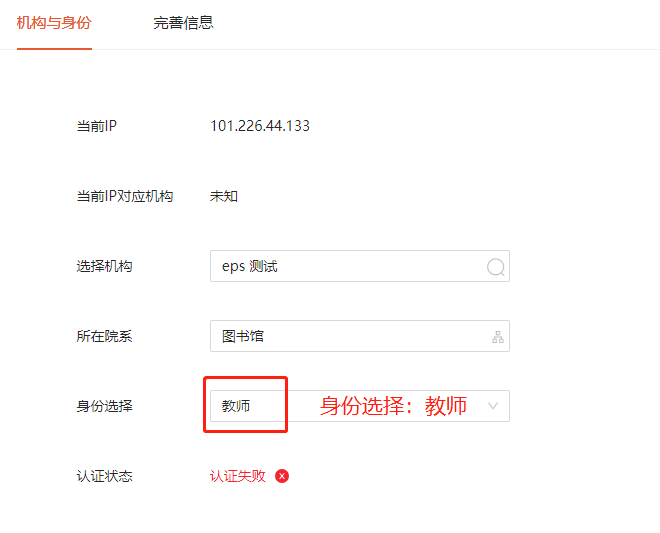 机构与身份 完善信息
当前IP 101.226.44.133
当前IP对应机构 未知
选择机构 eps 测试
所在院系 图书馆
身份选择 教师 身份选择：教师
认证状态 认证失败